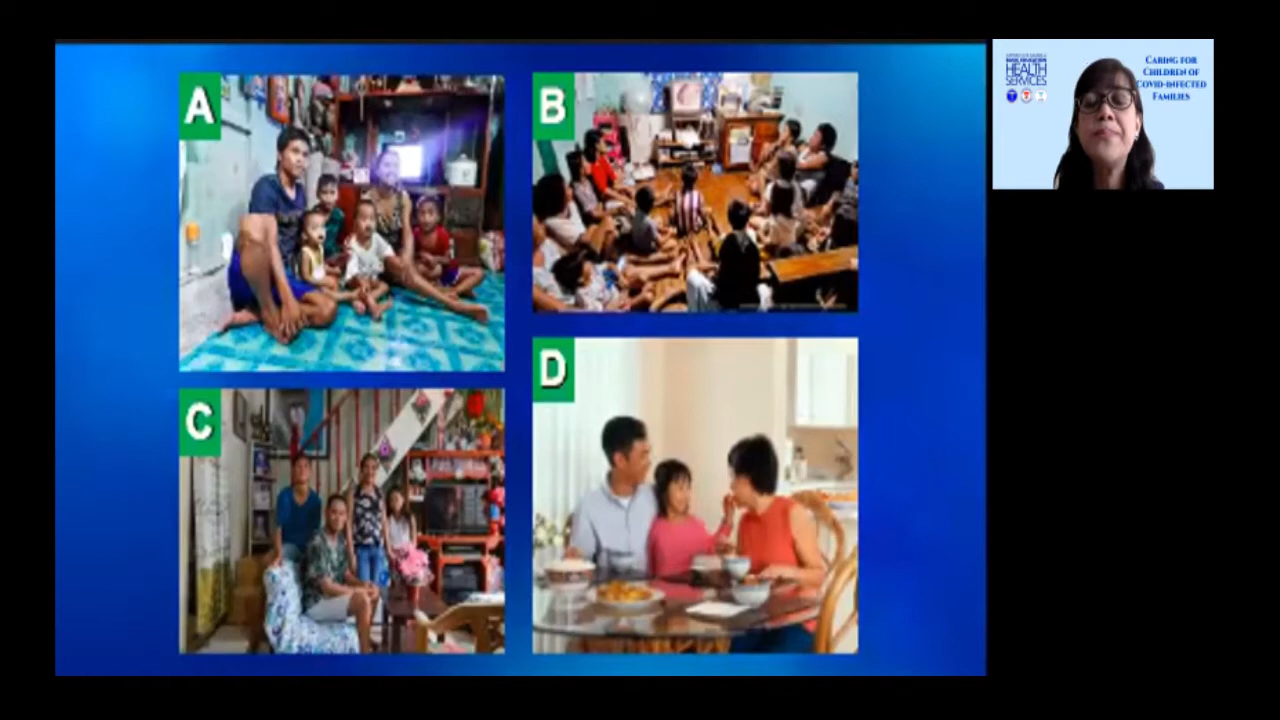 A
B
C
D
HEALTH
SERVICES
CARING FOR
CHILDREN OF
COVID-INFECTED
FAMILIES